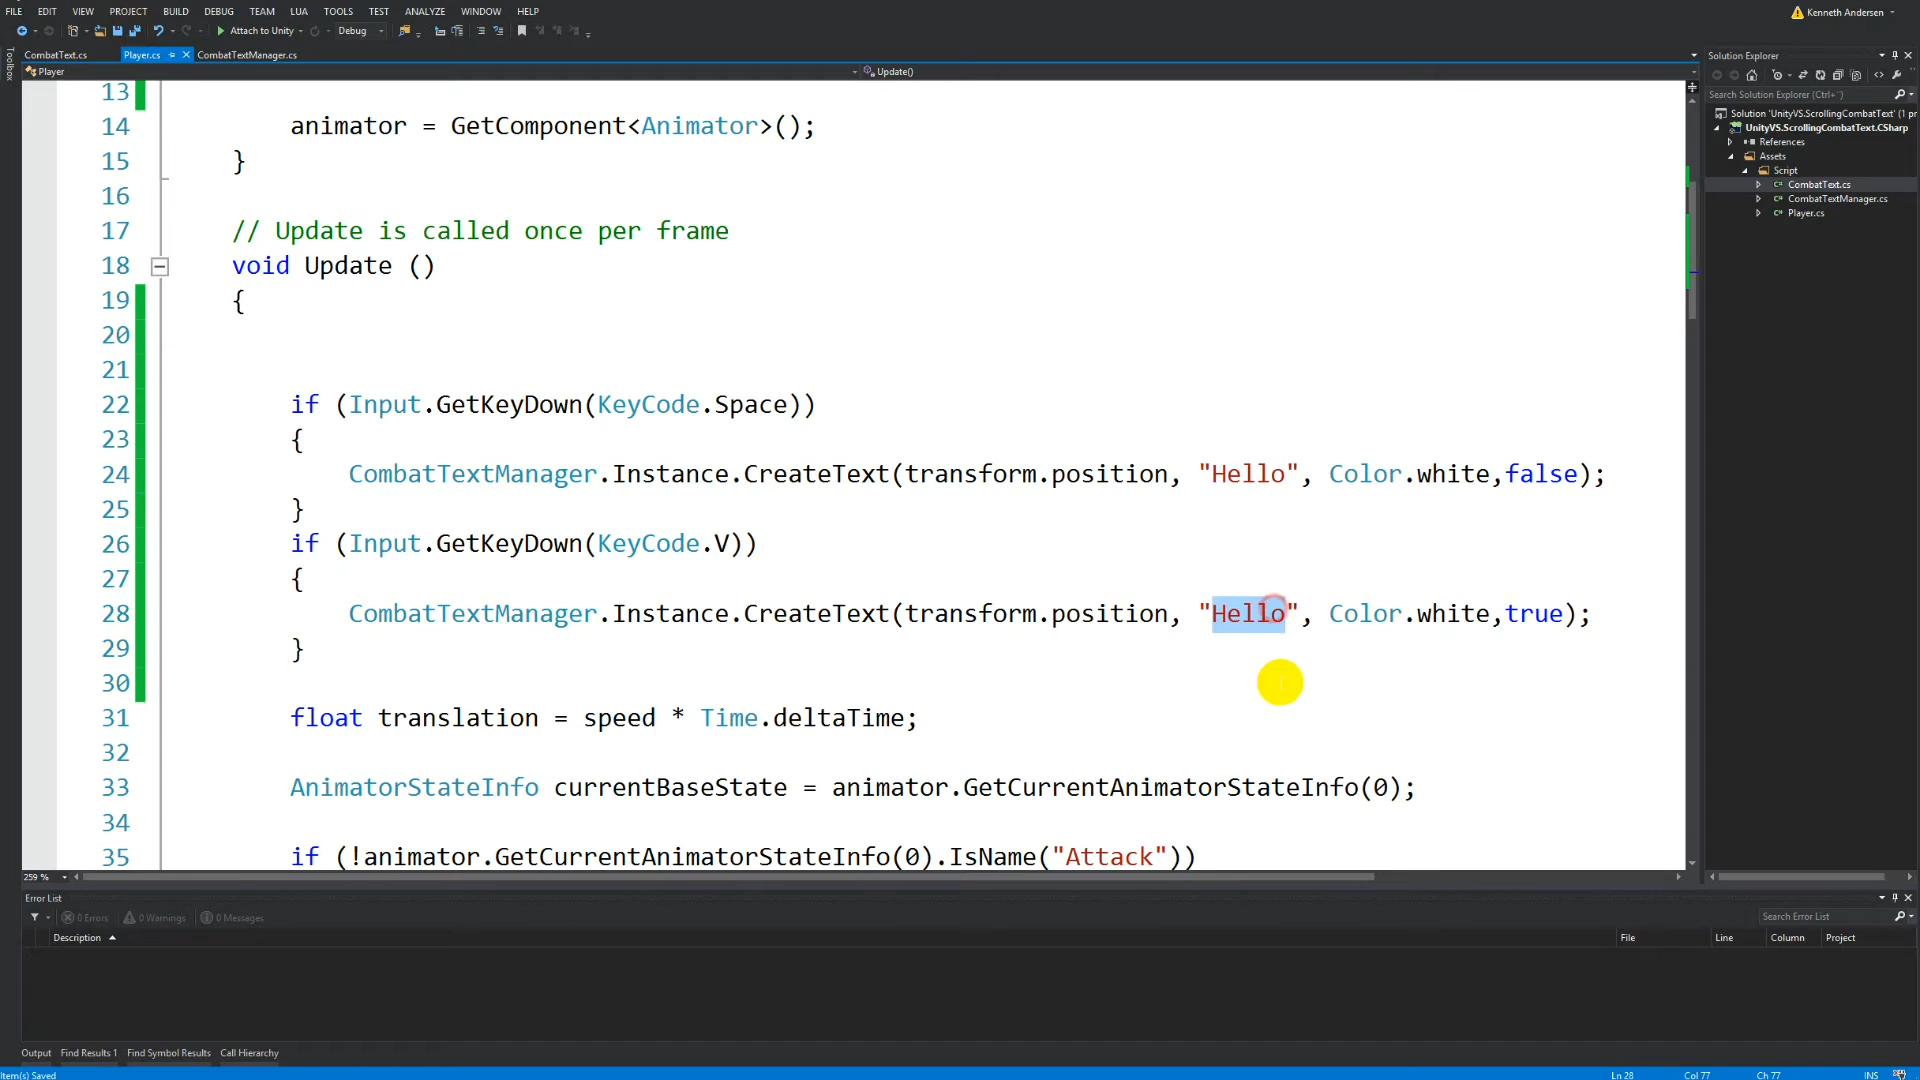 FILE EDIT VIEW PROJECT BUILD DEBUG TEAM LUA TOOLS TEST ANALYZE WINDOW HELP
Kenneth Andersen
Attach to Unity Debug
CombatText.cs Player.cs CombatTextManager.cs
Toolbox
Player Update()
13
14 animator = GetComponent<Animator>();
15 }
16
17 // Update is called once per frame
18 void Update ()
19 {
20
21
22 if (Input.GetKeyDown(KeyCode.Space))
23 {
24 CombatTextManager.Instance.CreateText(transform.position, "Hello", Color.white,false);
25 }
26 if (Input.GetKeyDown(KeyCode.V))
27 {
28 CombatTextManager.Instance.CreateText(transform.position, "Hello", Color.white,true);
29 }
30
31 float translation = speed * Time.deltaTime;
32
33 AnimatorStateInfo currentBaseState = animator.GetCurrentAnimatorStateInfo(0);
34
35 if (!animator.GetCurrentAnimatorStateInfo(0).IsName("Attack"))
259 %
Solution Explorer
Search Solution Explorer (Ctrl+¨)
Solution 'UnityVS.ScrollingCombatText' (1 pr
UnityVS.ScrollingCombatText.CSharp
References
Assets
Script
CombatText.cs
CombatTextManager.cs
Player.cs
Error List
0 Errors 0 Warnings 0 Messages
Search Error List
Description File Line Column Project
Output Find Results 1 Find Symbol Results Call Hierarchy
Item(s) Saved Ln 28 Col 77 Ch 77 INS